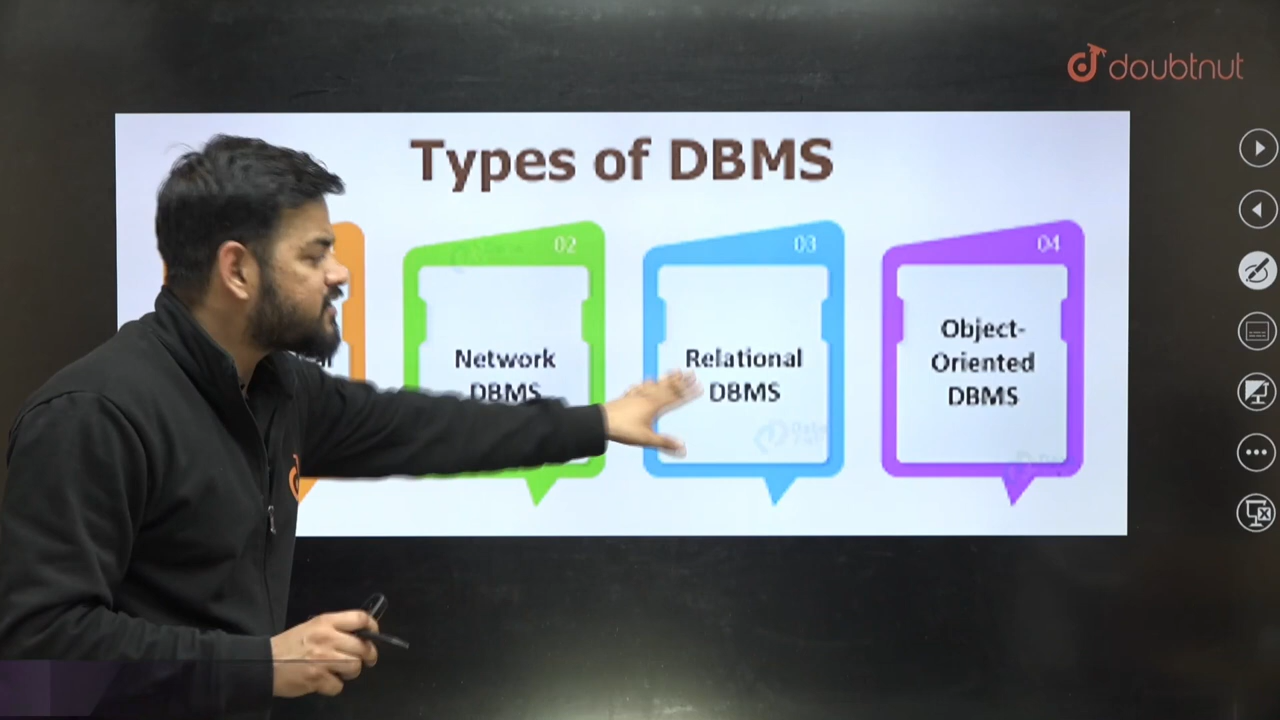 doubtnut
Types of DBMS
02
03
04
Network
DBMS
Relational
DBMS
Object-
Oriented
DBMS